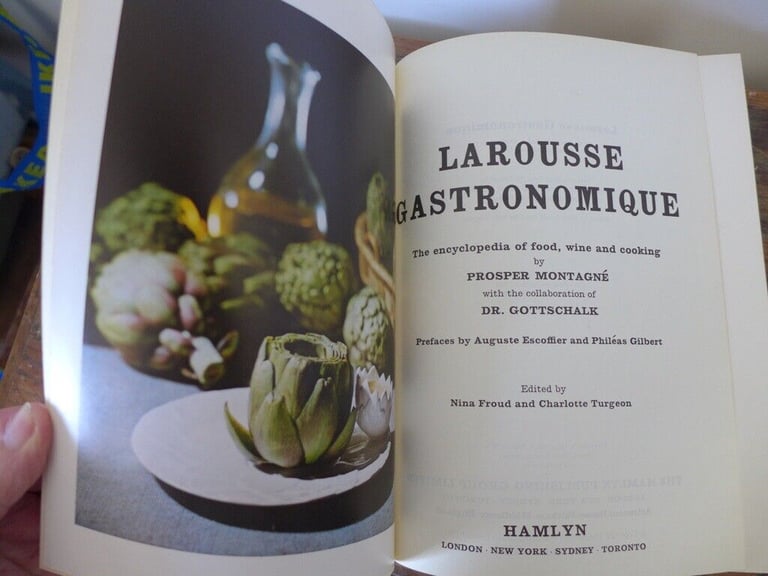 LAROUSSE
GASTRONOMIQUE
The encyclopedia of food, wine and cooking
by
PROSPER MONTAGNÉ
with the collaboration of
DR. GOTTSCHALK
Prefaces by Auguste Escoffier and Philéas Gilbert
Edited by
Nina Froud and Charlotte Turgeon
HAMLYN
LONDON · NEW YORK · SYDNEY · TORONTO